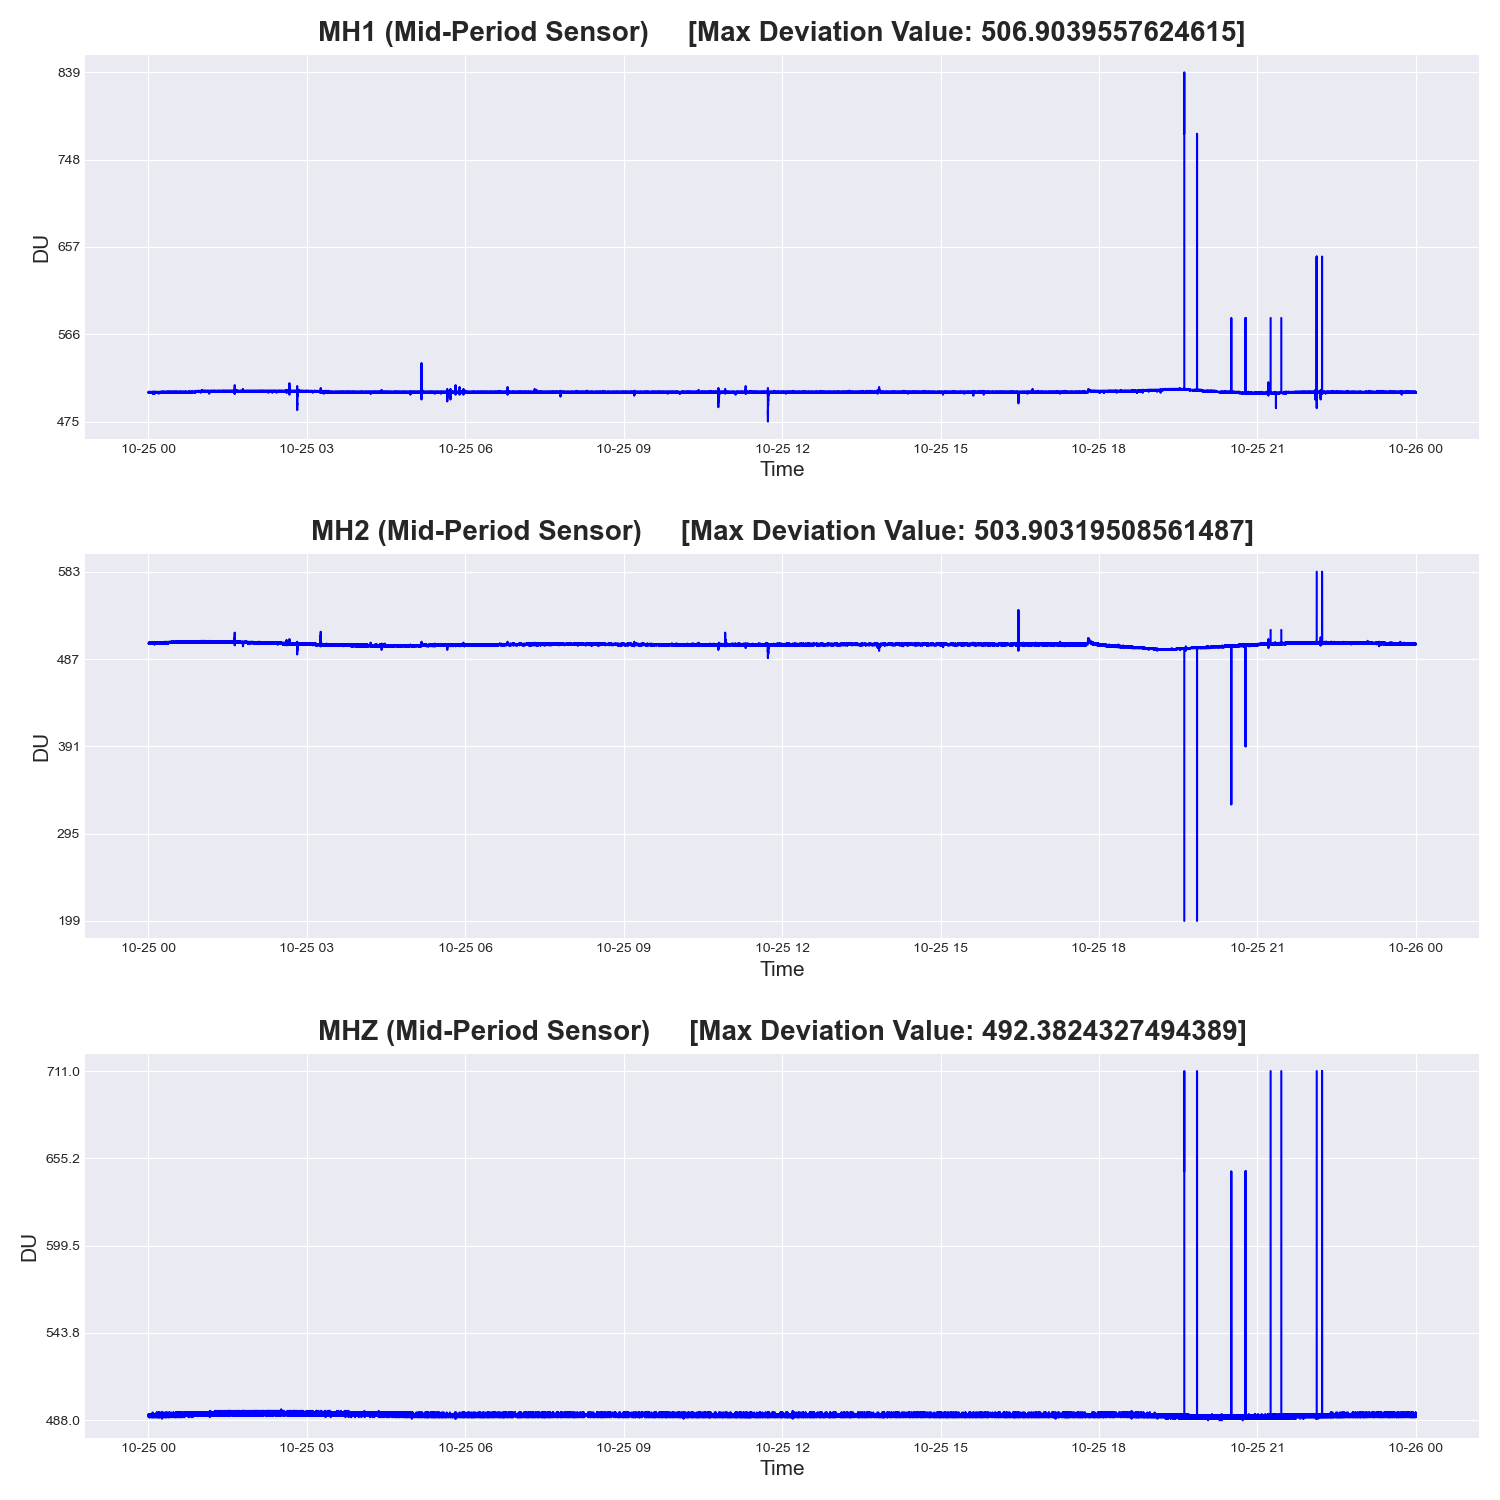 MH1 (Mid-Period Sensor) [Max Deviation Value: 506.9039557624615]
839
748
657
566
475
DU
10-25 00 10-25 03 10-25 06 10-25 09 10-25 12 10-25 15 10-25 18 10-25 21 10-26 00
Time
MH2 (Mid-Period Sensor) [Max Deviation Value: 503.90319508561487]
583
487
391
295
199
DU
10-25 00 10-25 03 10-25 06 10-25 09 10-25 12 10-25 15 10-25 18 10-25 21 10-26 00
Time
MHZ (Mid-Period Sensor) [Max Deviation Value: 492.3824327494389]
711.0
655.2
599.5
543.8
488.0
DU
10-25 00 10-25 03 10-25 06 10-25 09 10-25 12 10-25 15 10-25 18 10-25 21 10-26 00
Time